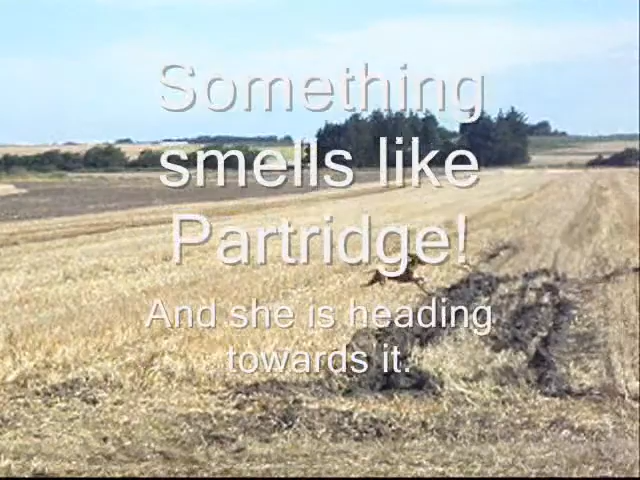 Something
smells like
Partridge!
And she is heading
towards it.